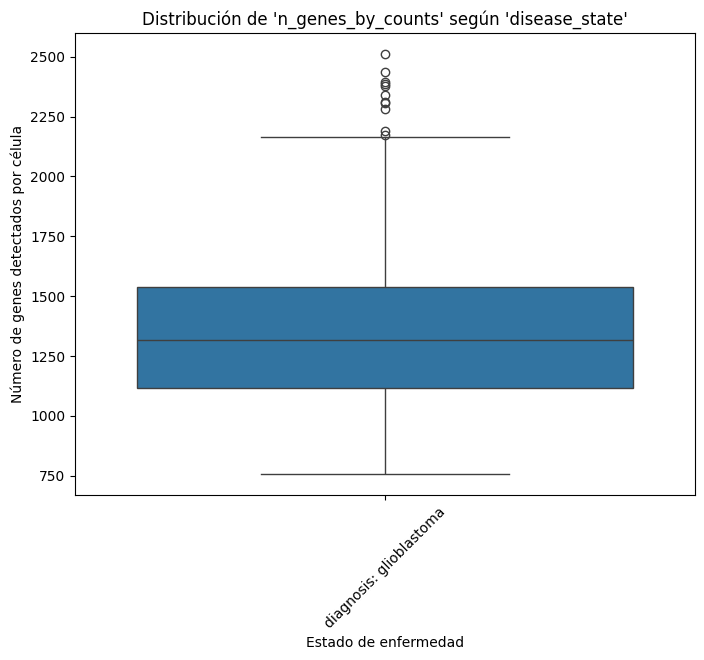 Distribución de 'n_genes_by_counts' según 'disease_state'
2500
2250
2000
1750
1500
1250
1000
750
Número de genes detectados por célula
diagnosis: glioblastoma
Estado de enfermedad